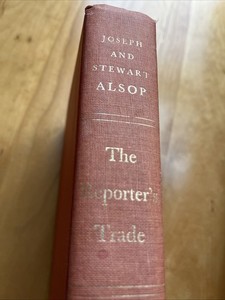 JOSEPH
AND
STEWART
ALSOP
The
Reporter's
Trade